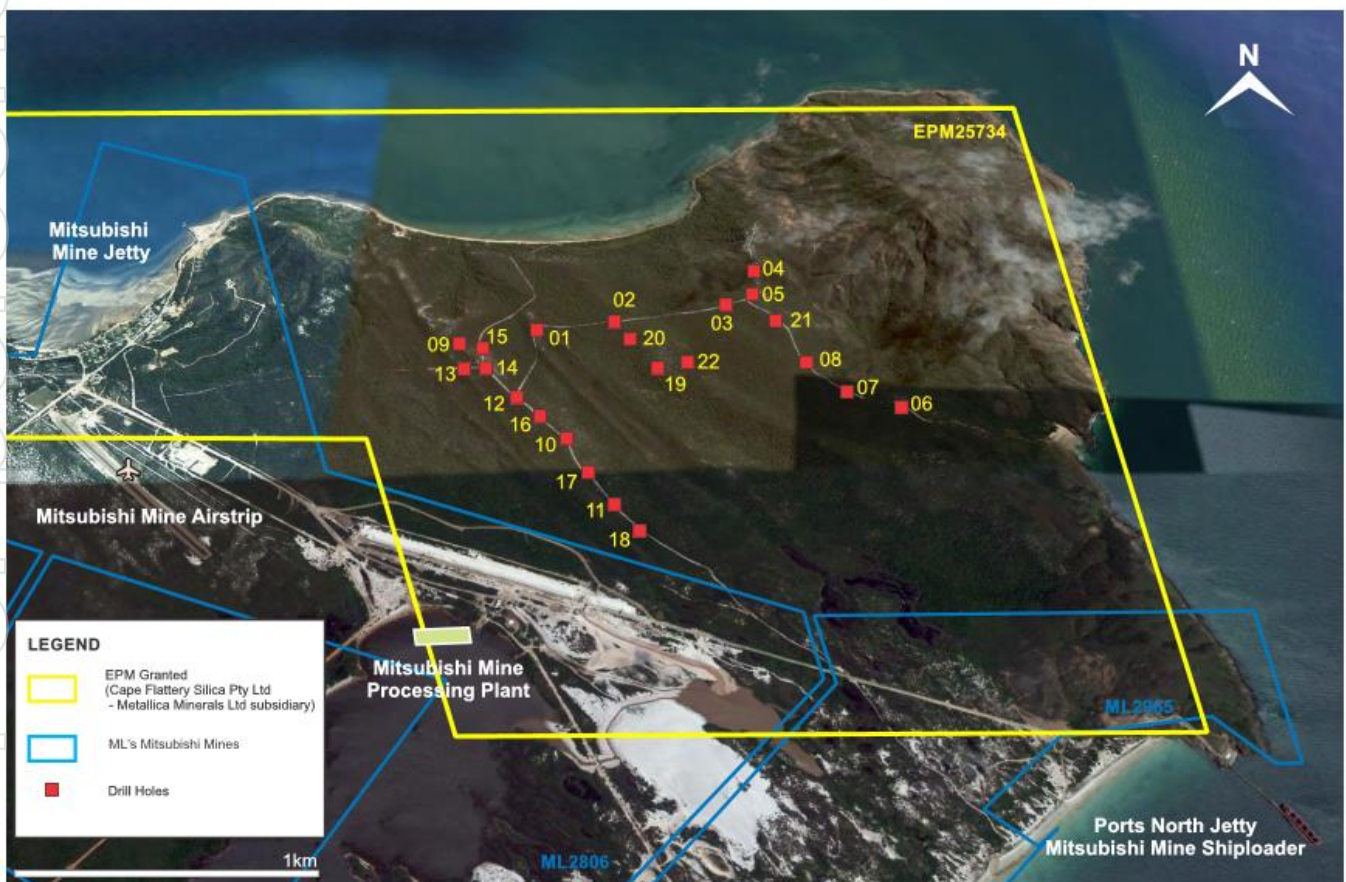 N
EPM25734
Mitsubishi
Mine Jetty
04
05
02
03
21
01
20
09
15
22
08
13
14
19
07
12
06
16
10
17
11
18
Mitsubishi Mine Airstrip
LEGEND
EPM Granted
(Cape Flattery Silica Pty Ltd
- Metallica Minerals Ltd subsidiary)
ML's Mitsubishi Mines
Drill Holes
1km
Mitsubishi Mine
Processing Plant
ML2965
ML2806
Ports North Jetty
Mitsubishi Mine Shiploader